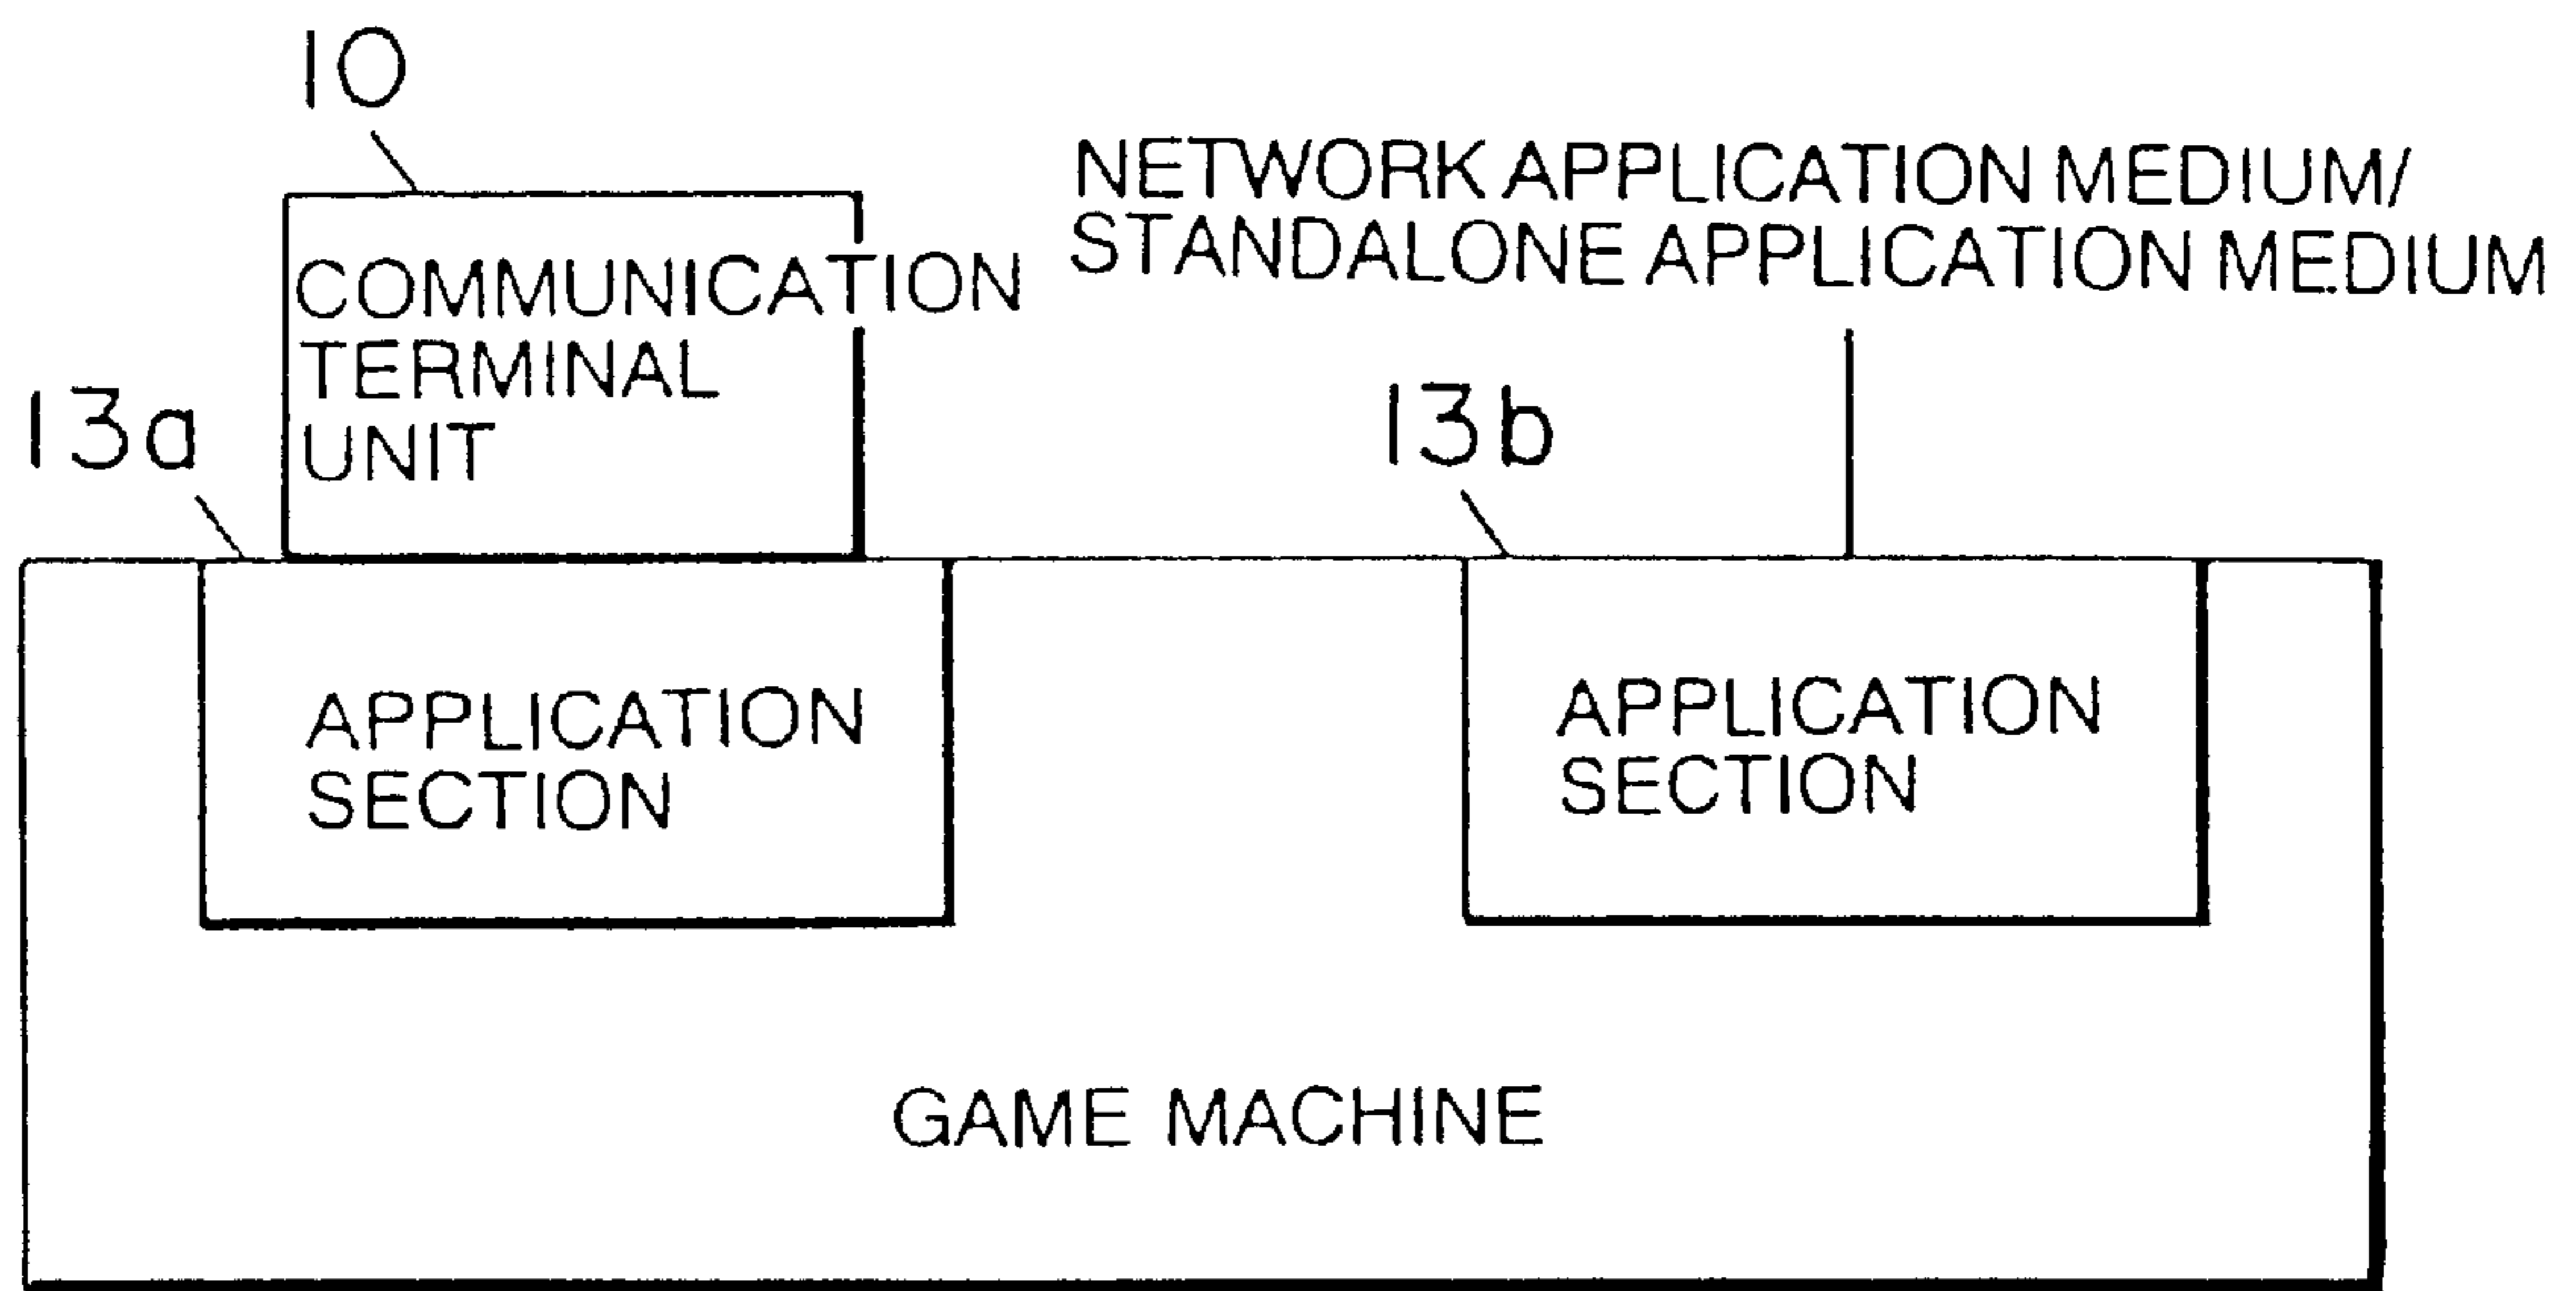 10
NETWORK APPLICATION MEDIUM/
STANDALONE APPLICATION MEDIUM
COMMUNICATION
TERMINAL
UNIT
13a
13b
APPLICATION
SECTION
APPLICATION
SECTION
GAME MACHINE